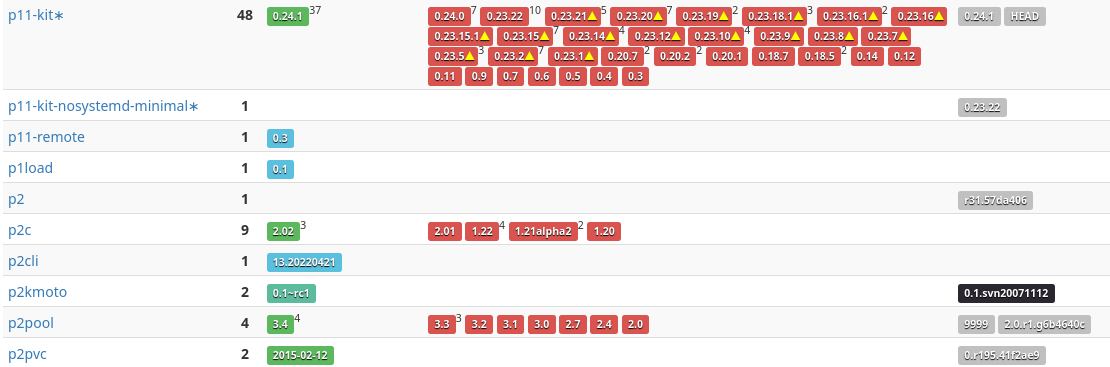 p11-kit∗ 48 0.24.1 37 0.24.0 7 0.23.22 10 0.23.21 5 0.23.20 7 0.23.19 2 0.23.18.1 3 0.23.16.1 2 0.23.16 0.24.1 HEAD
0.23.15.1 0.23.15 7 0.23.14 4 0.23.12 0.23.10 4 0.23.9 0.23.8 0.23.7
0.23.5 3 0.23.2 7 0.23.1 0.20.7 2 0.20.2 2 0.20.1 0.18.7 0.18.5 2 0.14 0.12
0.11 0.9 0.7 0.6 0.5 0.4 0.3
p11-kit-nosystemd-minimal∗ 1 0.23.22
p11-remote 1 0.3
p1load 1 0.1
p2 1 r31.57da406
p2c 9 2.02 3 2.01 1.22 4 1.21alpha2 2 1.20
p2cli 1 13.20220421
p2kmoto 2 0.1~rc1 0.1.svn20071112
p2pool 4 3.4 4 3.3 3 3.2 3.1 3.0 2.7 2.4 2.0 9999 2.0.r1.g6b4640c
p2pvc 2 2015-02-12 0.r195.41f2ae9